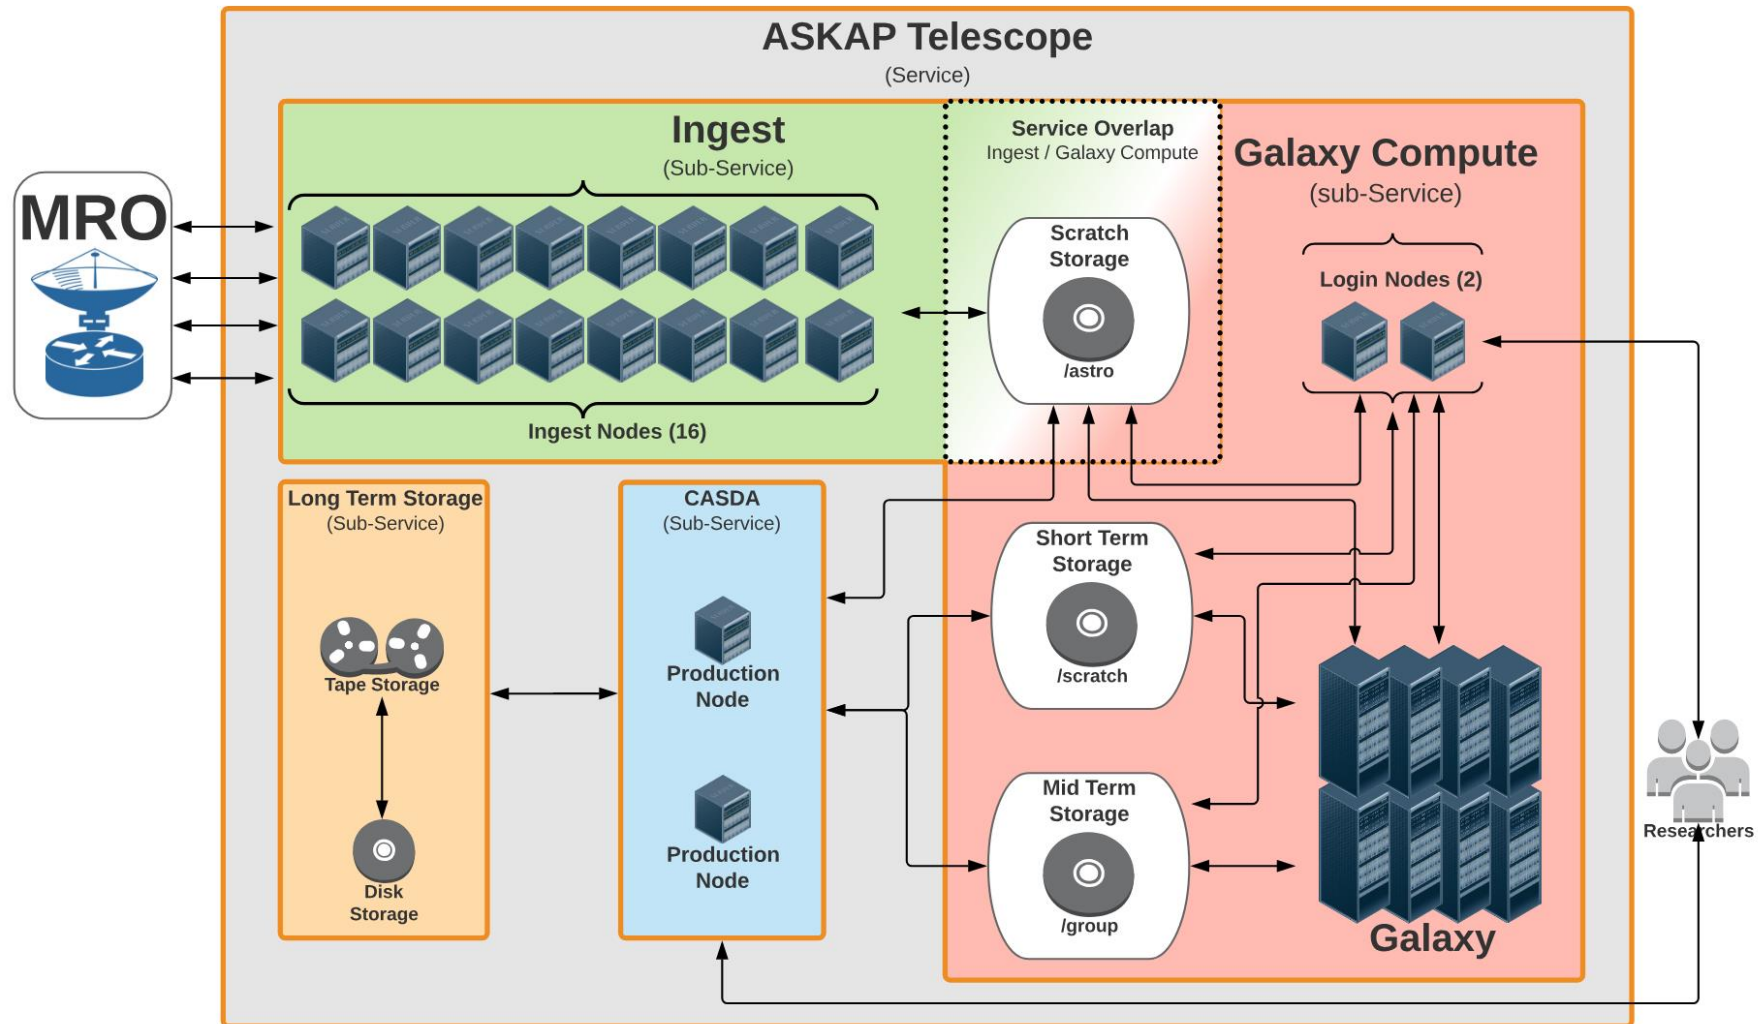 ASKAP Telescope
(Service)
MRO
Ingest
(Sub-Service)
Ingest Nodes (16)
Service Overlap
Ingest / Galaxy Compute
Scratch
Storage
/astro
Galaxy Compute
(sub-Service)
Login Nodes (2)
Long Term Storage
(Sub-Service)
Tape Storage
Disk
Storage
CASDA
(Sub-Service)
Production
Node
Production
Node
Short Term
Storage
/scratch
Mid Term
Storage
/group
Galaxy
Researchers